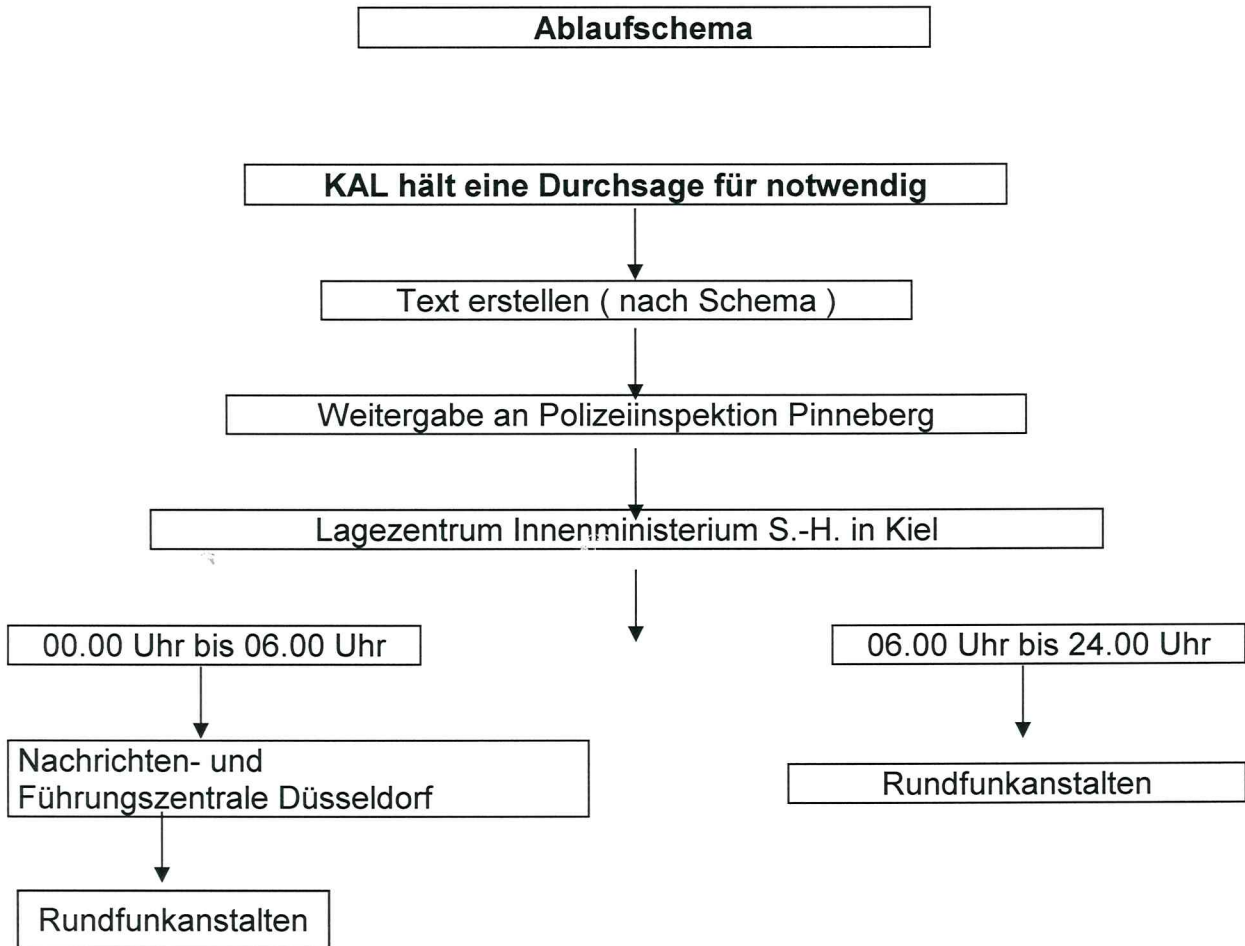 Ablaufschema
KAL hält eine Durchsage für notwendig
Text erstellen ( nach Schema )
Weitergabe an Polizeiinspektion Pinneberg
Lagezentrum Innenministerium S.-H. in Kiel
00.00 Uhr bis 06.00 Uhr
06.00 Uhr bis 24.00 Uhr
Nachrichten- und
Führungszentrale Düsseldorf
Rundfunkanstalten
Rundfunkanstalten